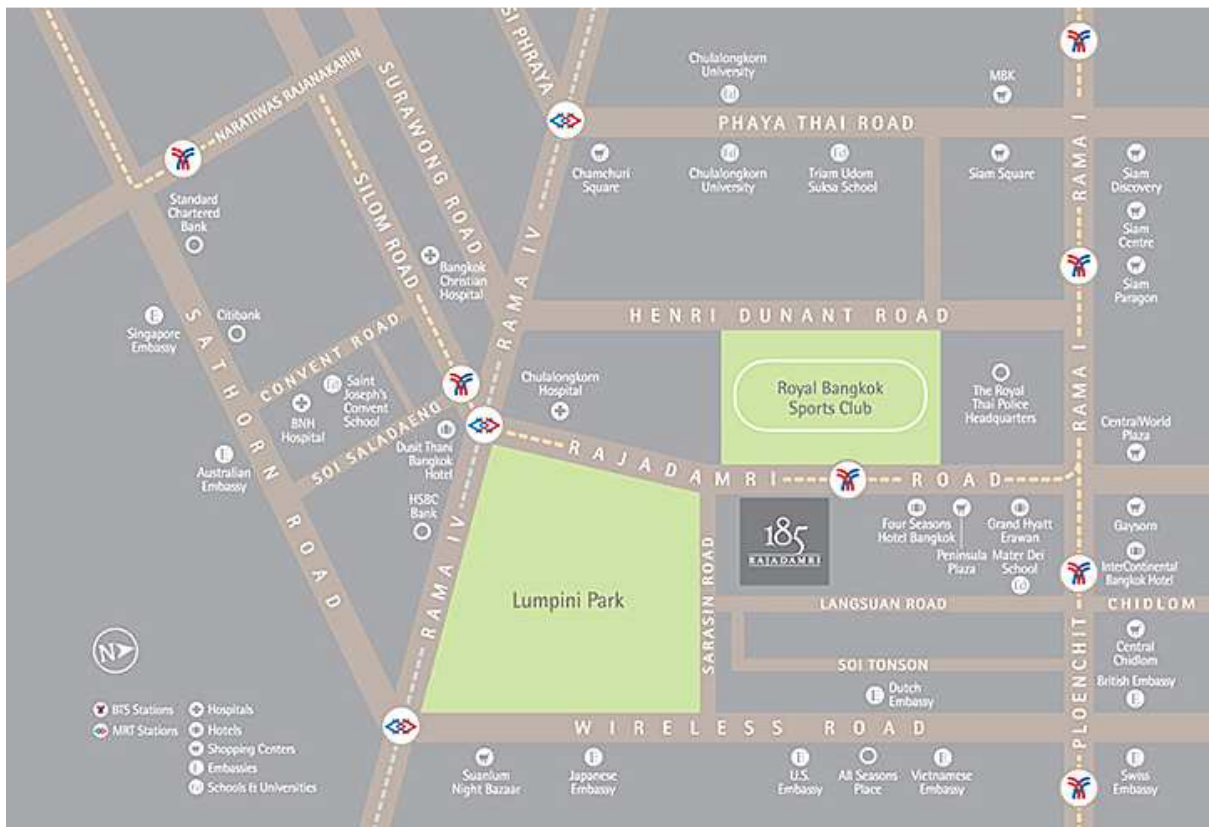 SI PHRAYA
NARATIWAS RAJANAKARIN
SURAWONG ROAD
SILOM ROAD
SATHORN ROAD
CONVENT ROAD
SOI SALADAENG
RAMA IV
RAMA IV
Chulalongkorn
University
MBK
PHAYA THAI ROAD
RAMA I
Chamchuri
Square
Chulalongkorn
University
Triam Udom
Suksa School
Siam Square
Siam
Discovery
Siam
Centre
Siam
Paragon
Standard
Chartered
Bank
Bangkok
Christian
Hospital
Singapore
Embassy
Citibank
HENRI DUNANT ROAD
RAMA I
Saint
Joseph's
Convent
School
BNH
Hospital
Chulalongkorn
Hospital
Royal Bangkok
Sports Club
The Royal
Thai Police
Headquarters
CentralWorld
Plaza
Australian
Embassy
Dusit Thani
Bangkok
Hotel
HSBC
Bank
RAJADAMRI ROAD
SARASIN ROAD
185
RAJADAMRI
Four Seasons
Hotel Bangkok
Peninsula
Plaza
Grand Hyatt
Erawan
Mater Dei
School
Gaysorn
InterContinental
Bangkok Hotel
Lumpini Park
LANGSUAN ROAD
CHIDLOM
Central
Chidlom
SOI TONSON
Dutch
Embassy
British Embassy
PLOENCHIT
WIRELESS ROAD
Suanlum
Night Bazaar
Japanese
Embassy
U.S.
Embassy
All Seasons
Place
Vietnamese
Embassy
Swiss
Embassy
N
BTS Stations
MRT Stations
Hospitals
Hotels
Shopping Centers
E Embassies
Ed Schools & Universities